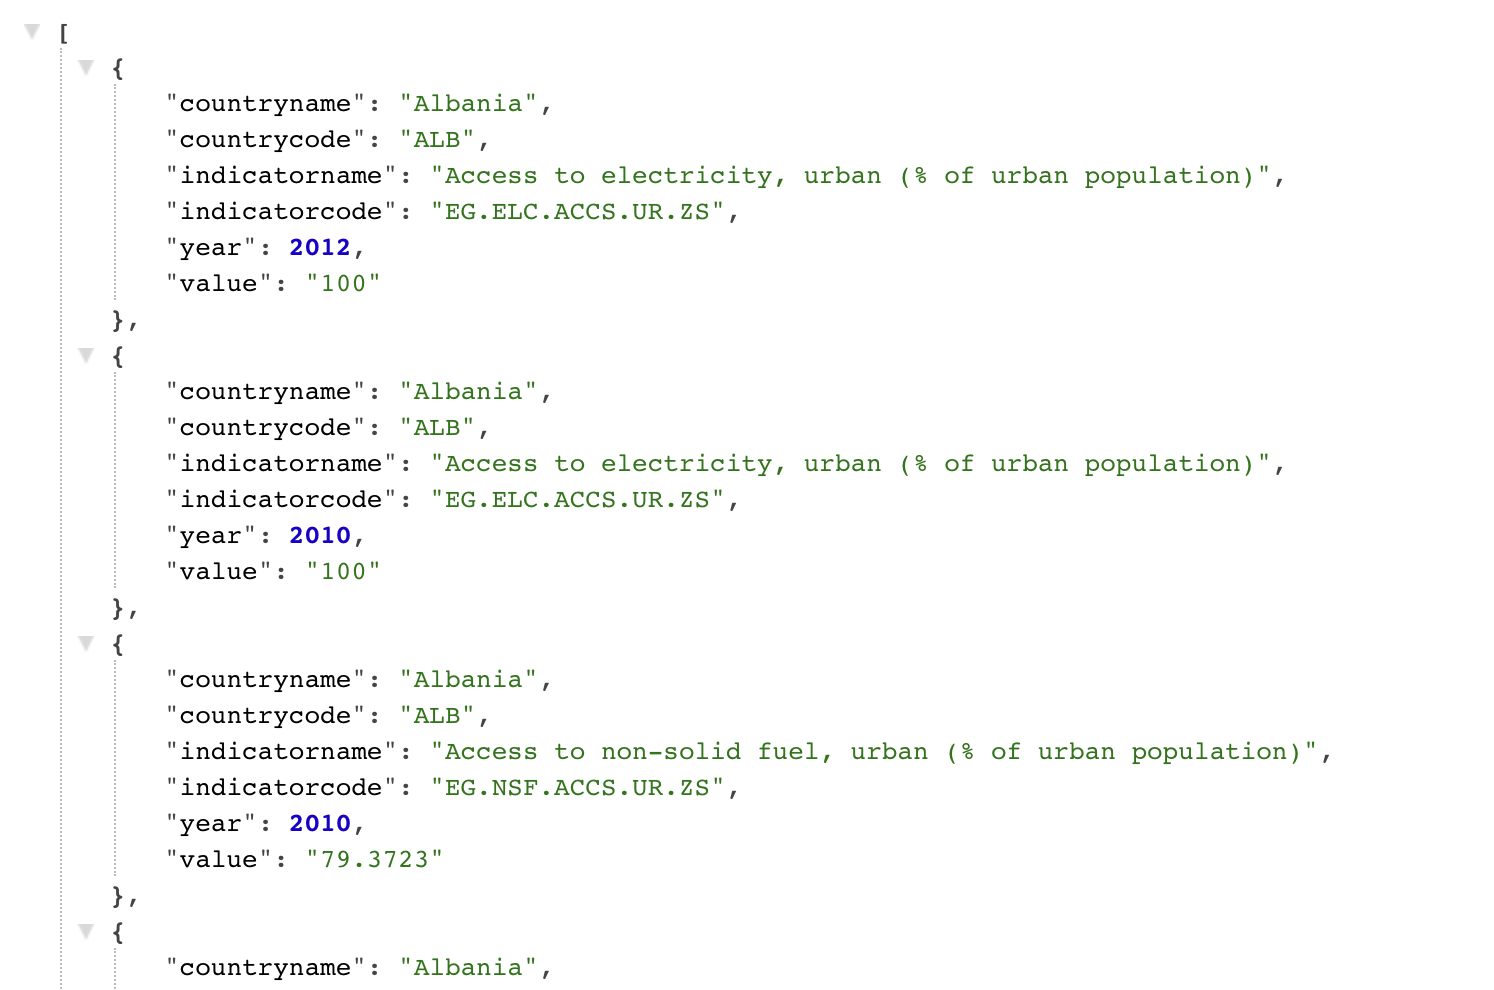 [
{
"countryname": "Albania",
"countrycode": "ALB",
"indicatorname": "Access to electricity, urban (% of urban population)",
"indicatorcode": "EG.ELC.ACCS.UR.ZS",
"year": 2012,
"value": "100"
},
{
"countryname": "Albania",
"countrycode": "ALB",
"indicatorname": "Access to electricity, urban (% of urban population)",
"indicatorcode": "EG.ELC.ACCS.UR.ZS",
"year": 2010,
"value": "100"
},
{
"countryname": "Albania",
"countrycode": "ALB",
"indicatorname": "Access to non-solid fuel, urban (% of urban population)",
"indicatorcode": "EG.NSF.ACCS.UR.ZS",
"year": 2010,
"value": "79.3723"
},
{
"countryname": "Albania",